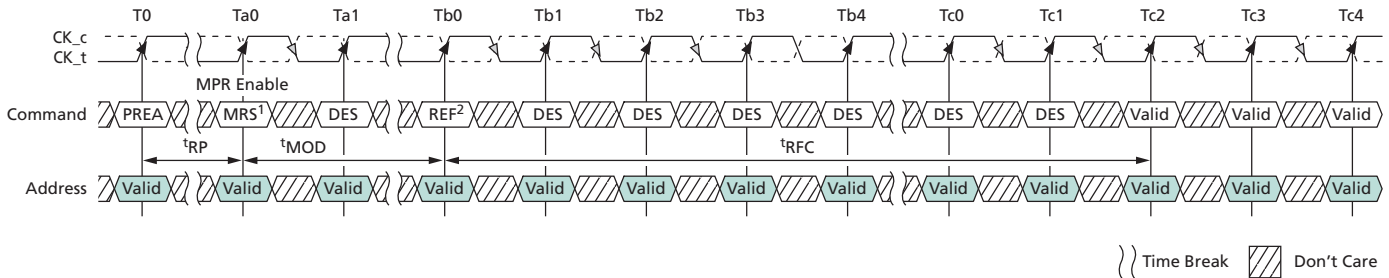 T0 Ta0 Ta1 Tb0 Tb1 Tb2 Tb3 Tb4 Tc0 Tc1 Tc2 Tc3 Tc4
CK_c
CK_t
MPR Enable
Command PREA MRS¹ DES REF² DES DES DES DES DES DES Valid Valid Valid
tRP tMOD tRFC
Address Valid Valid Valid Valid Valid Valid Valid Valid Valid Valid Valid Valid Valid
Time Break Don't Care